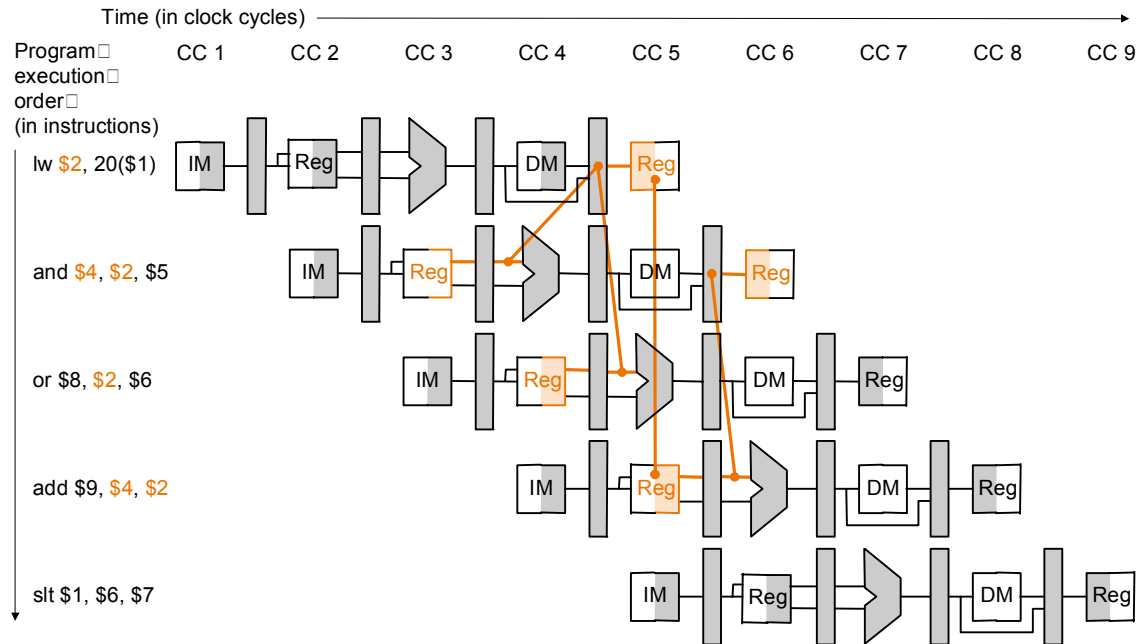 Time (in clock cycles)
Program□ CC 1 CC 2 CC 3 CC 4 CC 5 CC 6 CC 7 CC 8 CC 9
execution□
order□
(in instructions)
lw $2, 20($1) IM Reg DM Reg
and $4, $2, $5 IM Reg DM Reg
or $8, $2, $6 IM Reg DM Reg
add $9, $4, $2 IM Reg DM Reg
slt $1, $6, $7 IM Reg DM Reg